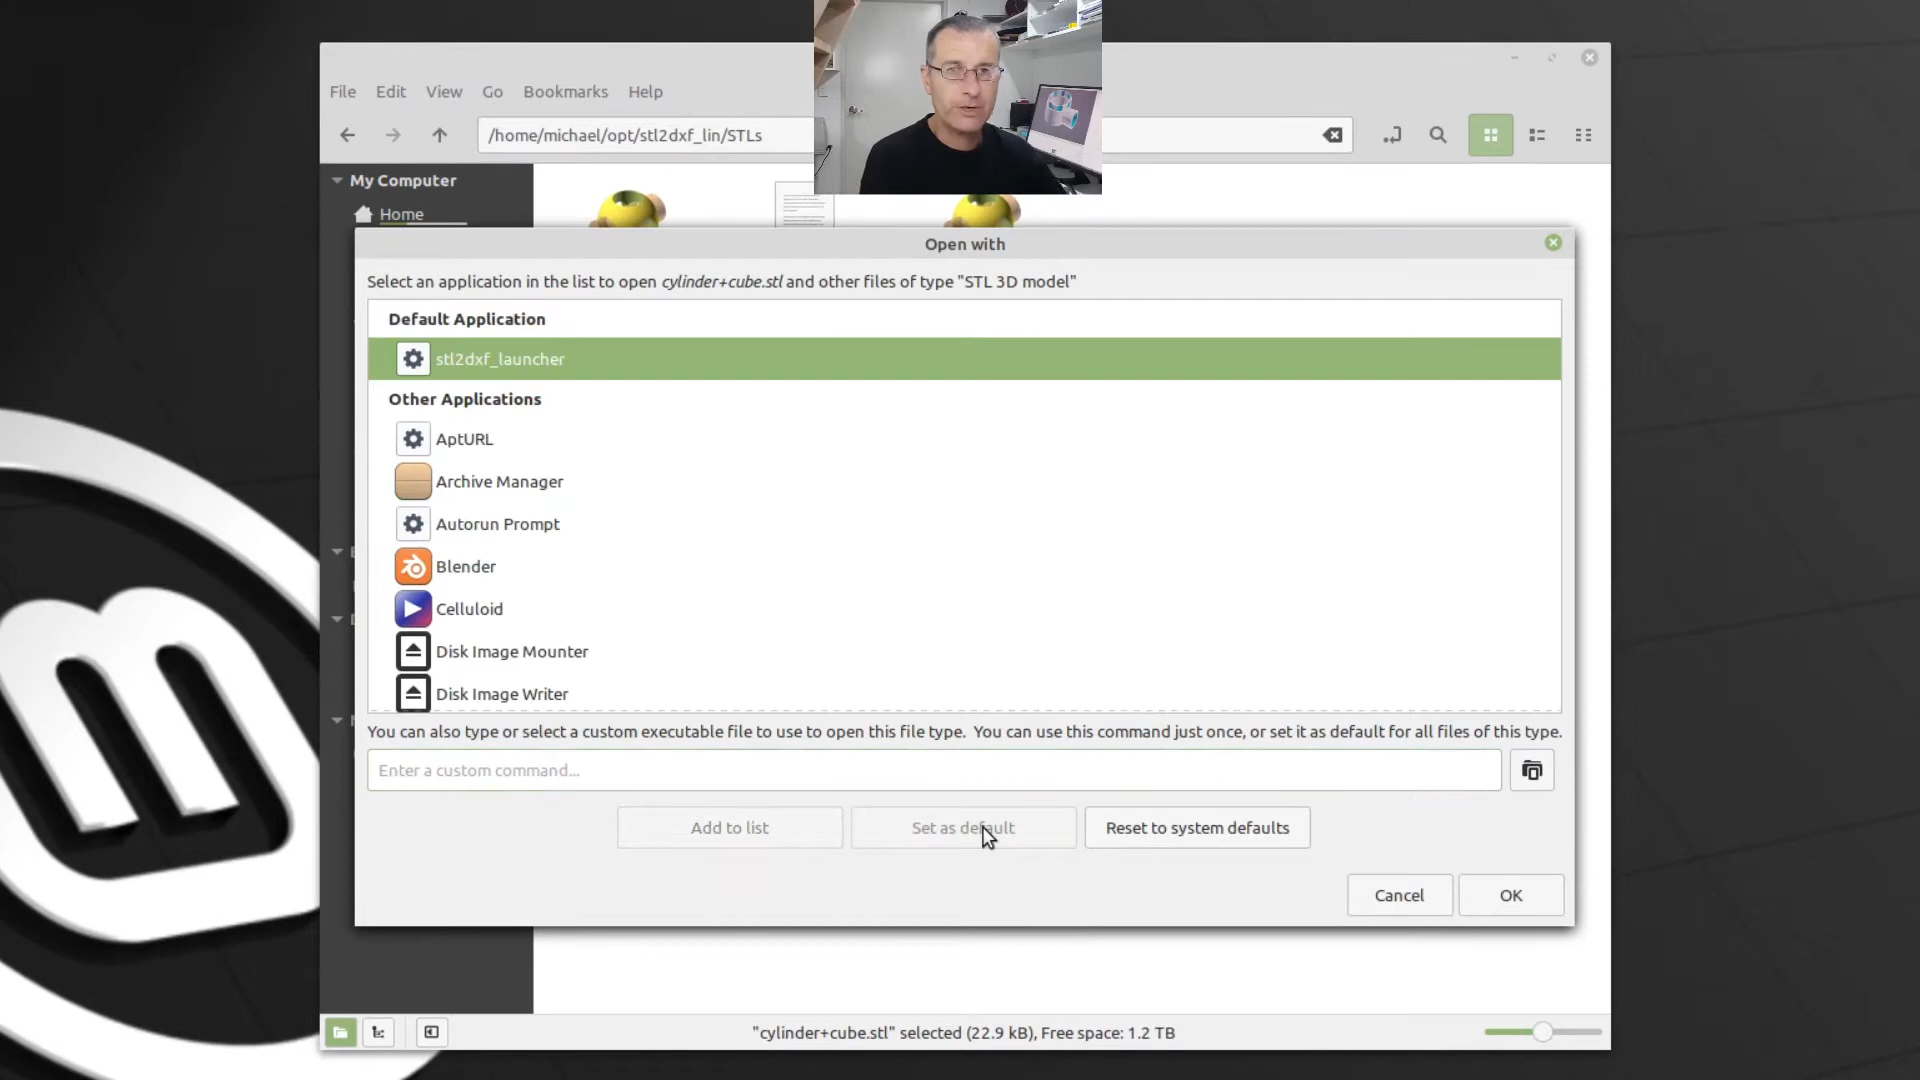 File Edit View Go Bookmarks Help
/home/michael/opt/stl2dxf_lin/STLs
My Computer
Home
Open with
Select an application in the list to open cylinder+cube.stl and other files of type "STL 3D model"
Default Application
stl2dxf_launcher
Other Applications
AptURL
Archive Manager
Autorun Prompt
Blender
Celluloid
Disk Image Mounter
Disk Image Writer
You can also type or select a custom executable file to use to open this file type. You can use this command just once, or set it as default for all files of this type.
Enter a custom command...
Add to list Set as default Reset to system defaults
Cancel OK
"cylinder+cube.stl" selected (22.9 kB), Free space: 1.2 TB